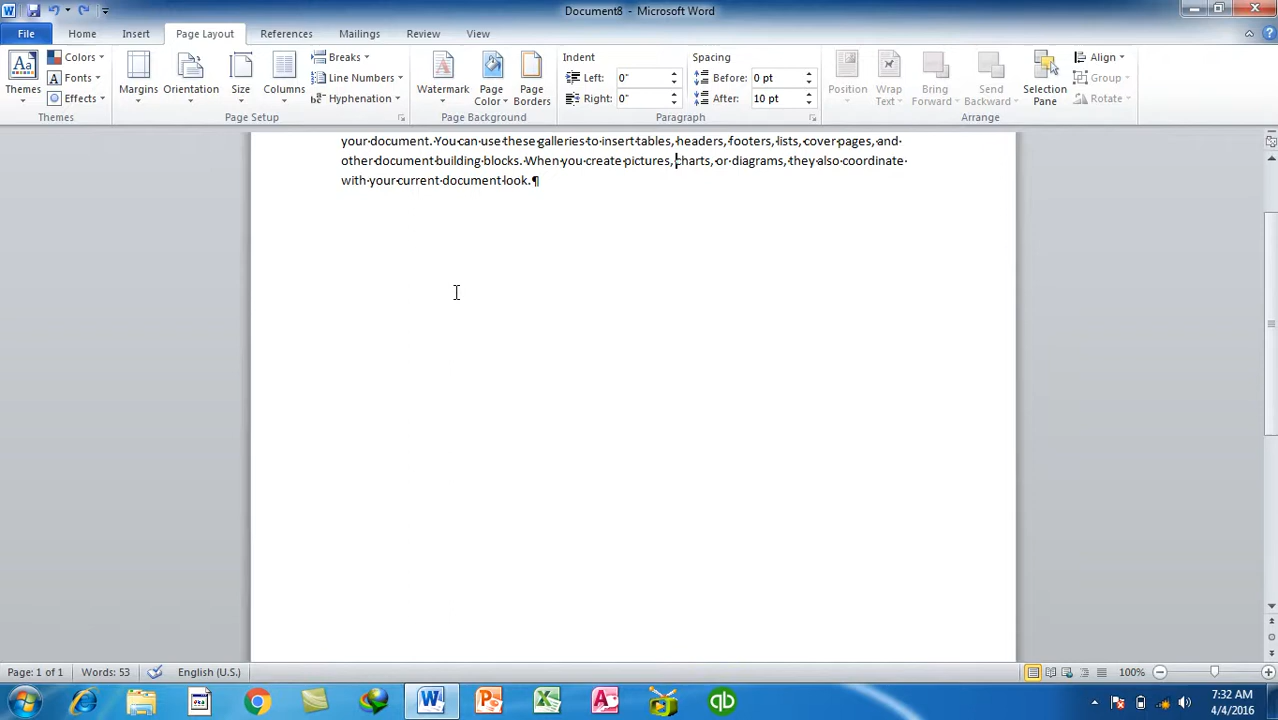 Document8 - Microsoft Word
File Home Insert Page Layout References Mailings Review View
Themes
Colors
Fonts
Effects
Themes
Margins
Orientation
Size
Columns
Breaks
Line Numbers
Hyphenation
Page Setup
Watermark
Page Color
Page Borders
Page Background
Indent
Left: 0"
Right: 0"
Spacing
Before: 0 pt
After: 10 pt
Paragraph
Position
Wrap Text
Bring Forward
Send Backward
Selection Pane
Align
Group
Rotate
Arrange
your·document.·You·can·use·these·galleries·to·insert·tables,·headers,·footers,·lists,·cover·pages,·and·
other·document·building·blocks.·When·you·create·pictures,·charts,·or·diagrams,·they·also·coordinate·
with·your·current·document·look.¶
Page: 1 of 1 Words: 53 English (U.S.) 100%
7:32 AM
4/4/2016